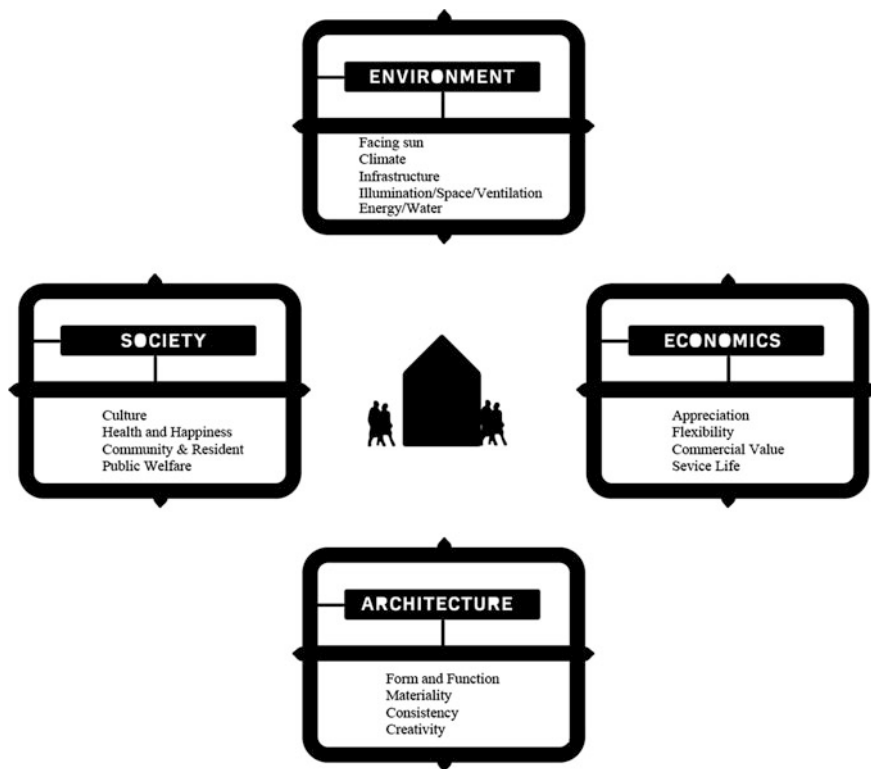 ENVIRONMENT
Facing sun
Climate
Infrastructure
Illumination/Space/Ventilation
Energy/Water
SOCIETY
Culture
Health and Happiness
Community & Resident
Public Welfare
ECONOMICS
Appreciation
Flexibility
Commercial Value
Sevice Life
ARCHITECTURE
Form and Function
Materiality
Consistency
Creativity